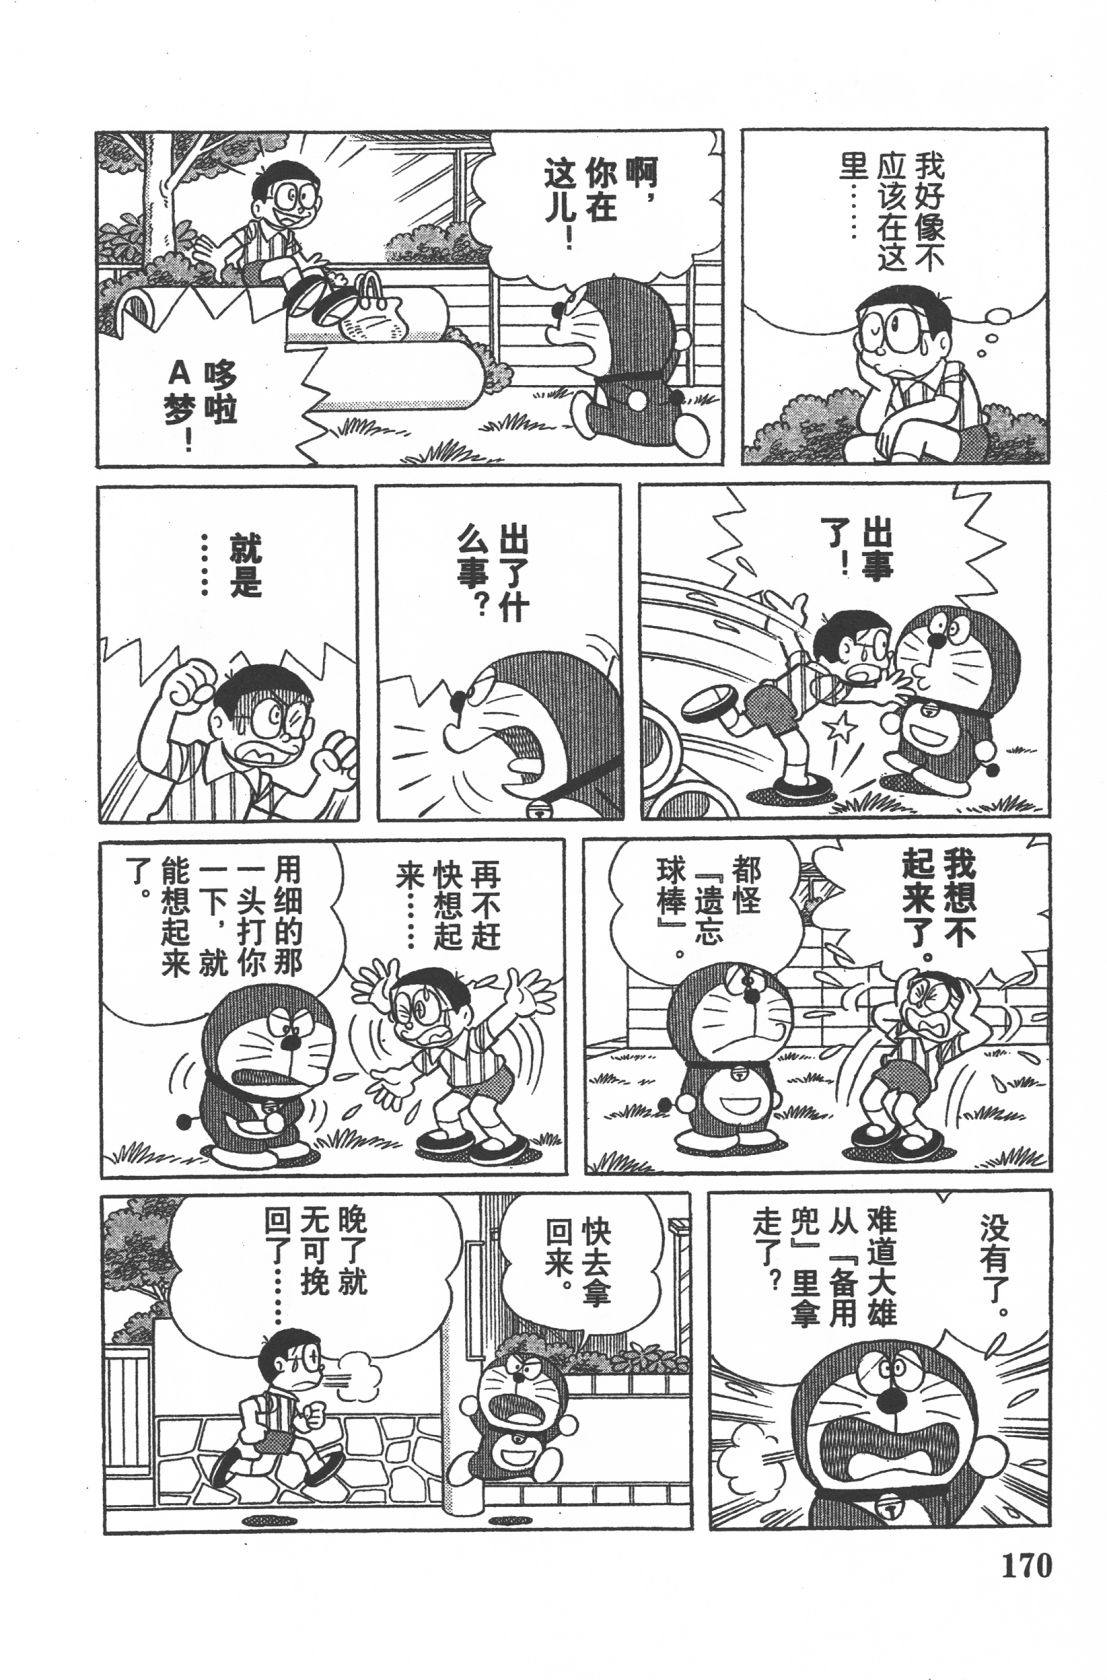 我好像不
应该在这
里……
啊，
你在
这儿！
哆啦
A梦！
出事
了！
出了什
么事？
就是
……
我想不
起来了。
都怪
『遗忘
球棒』。
再不赶
快想起
来……
用细的那
一头打你
一下，就
能想起来
了。
没有了。
难道大雄
从『备用
兜』里拿
走了？
快去拿
回来。
晚了就
无可挽
回了……
170